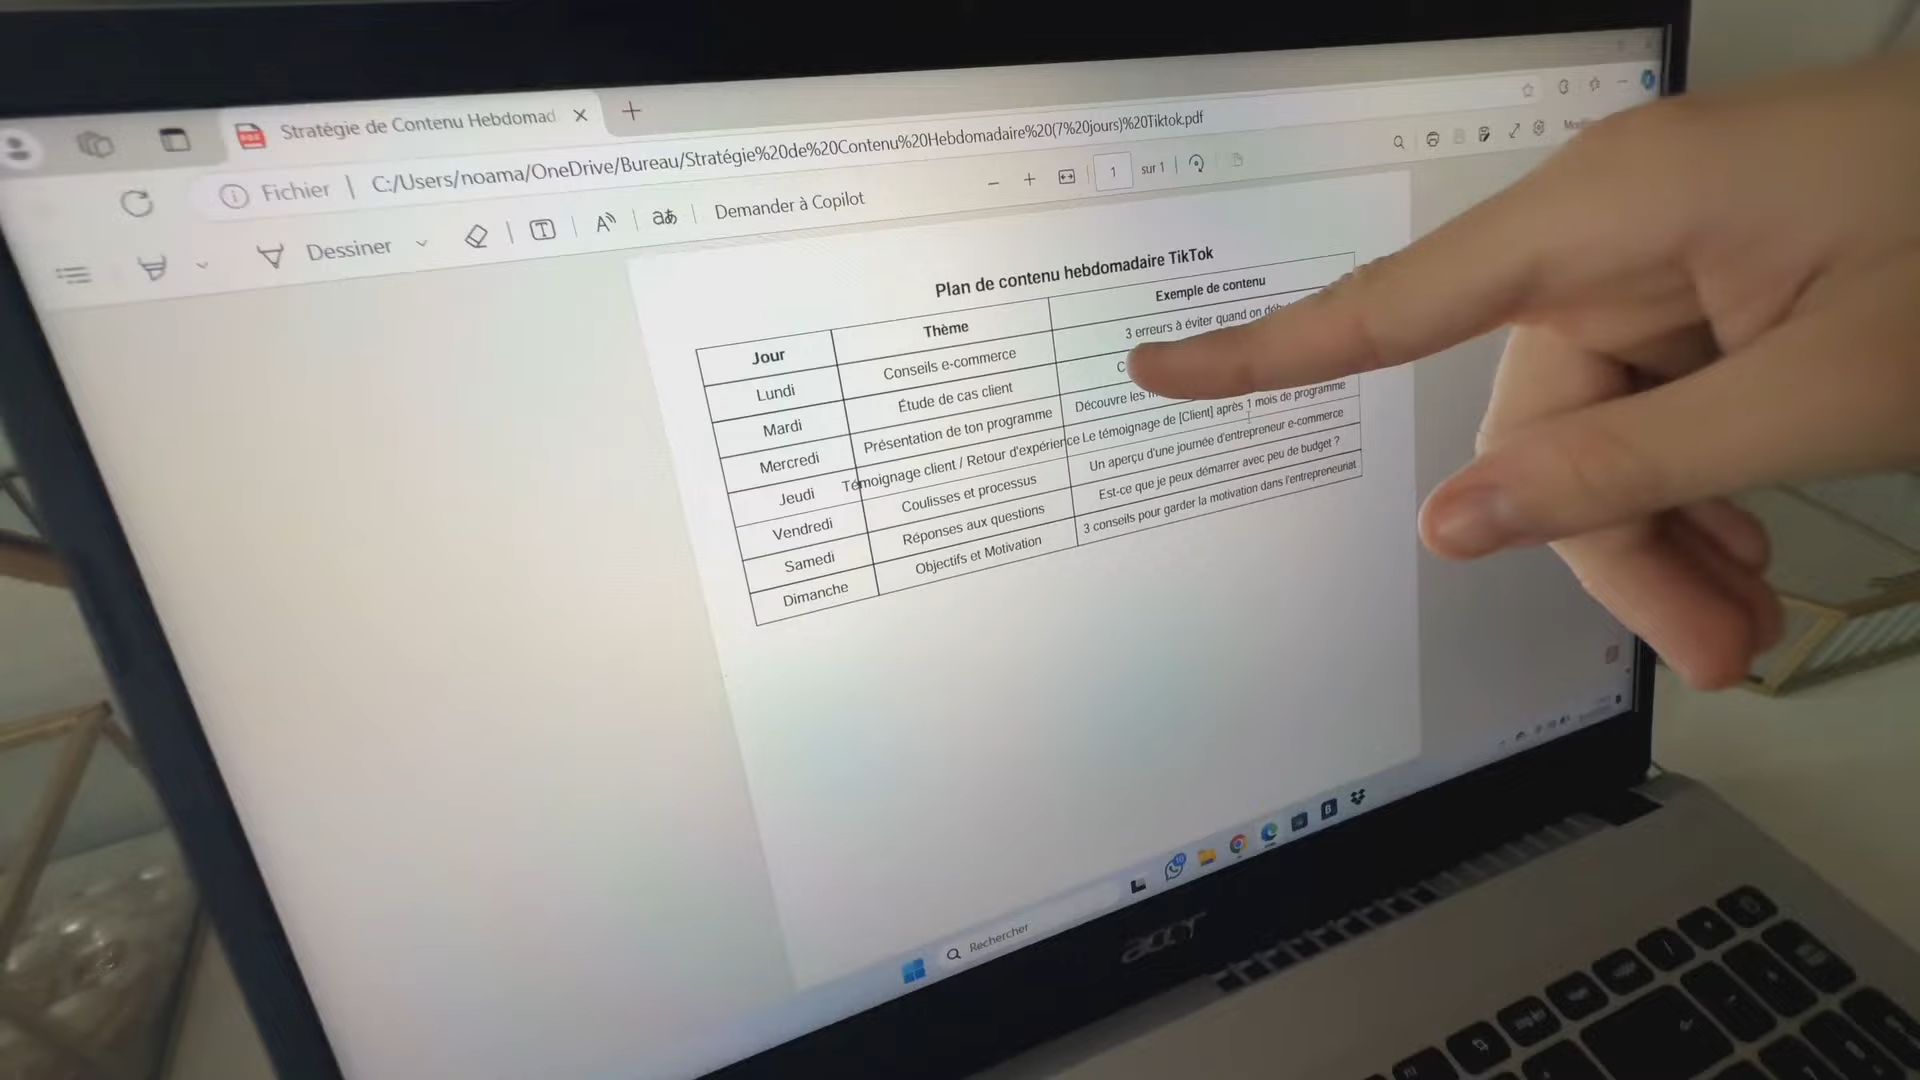 Stratégie de Contenu Hebdomad
Fichier | C:/Users/noama/OneDrive/Bureau/Stratégie%20de%20Contenu%20Hebdomadaire%20(7%20jours)%20Tiktok.pdf
Dessiner
Demander à Copilot
1 sur 1
Plan de contenu hebdomadaire TikTok
Jour Thème Exemple de contenu
Lundi Conseils e-commerce 3 erreurs à éviter quand on
Mardi Étude de cas client
Mercredi Présentation de ton programme Découvre les
Jeudi Témoignage client / Retour d'expérience Le témoignage de [Client] après 1 mois de programme
Vendredi Coulisses et processus Un aperçu d'une journée d'entrepreneur e-commerce
Samedi Réponses aux questions Est-ce que je peux démarrer avec peu de budget ?
Dimanche Objectifs et Motivation 3 conseils pour garder la motivation dans l'entrepreneuriat
Rechercher
acer